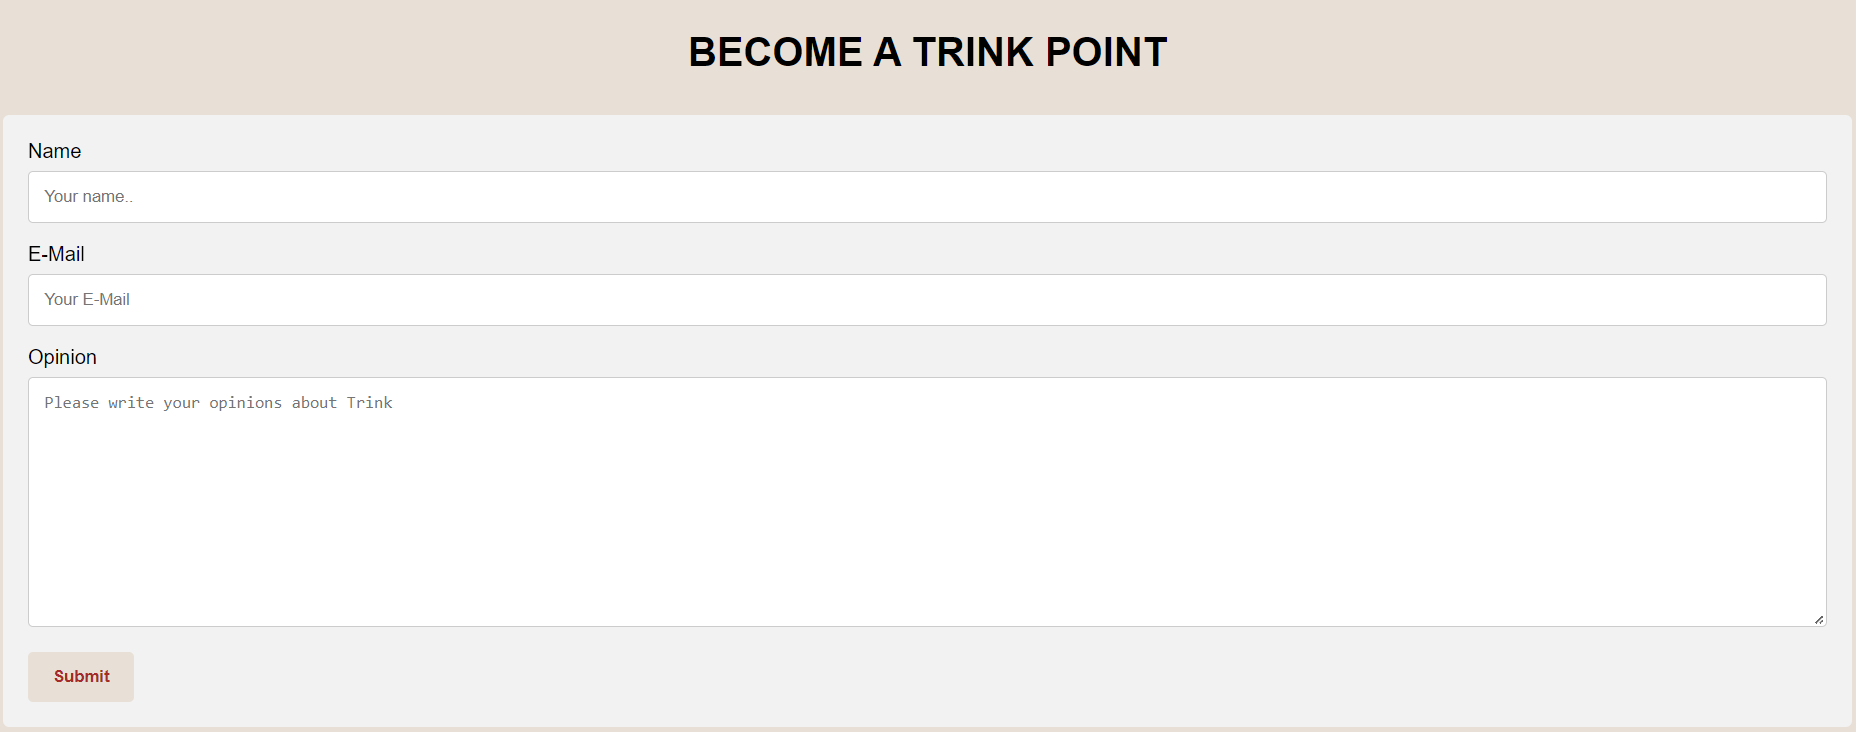 BECOME A TRINK POINT
Name
Your name..
E-Mail
Your E-Mail
Opinion
Please write your opinions about Trink
Submit